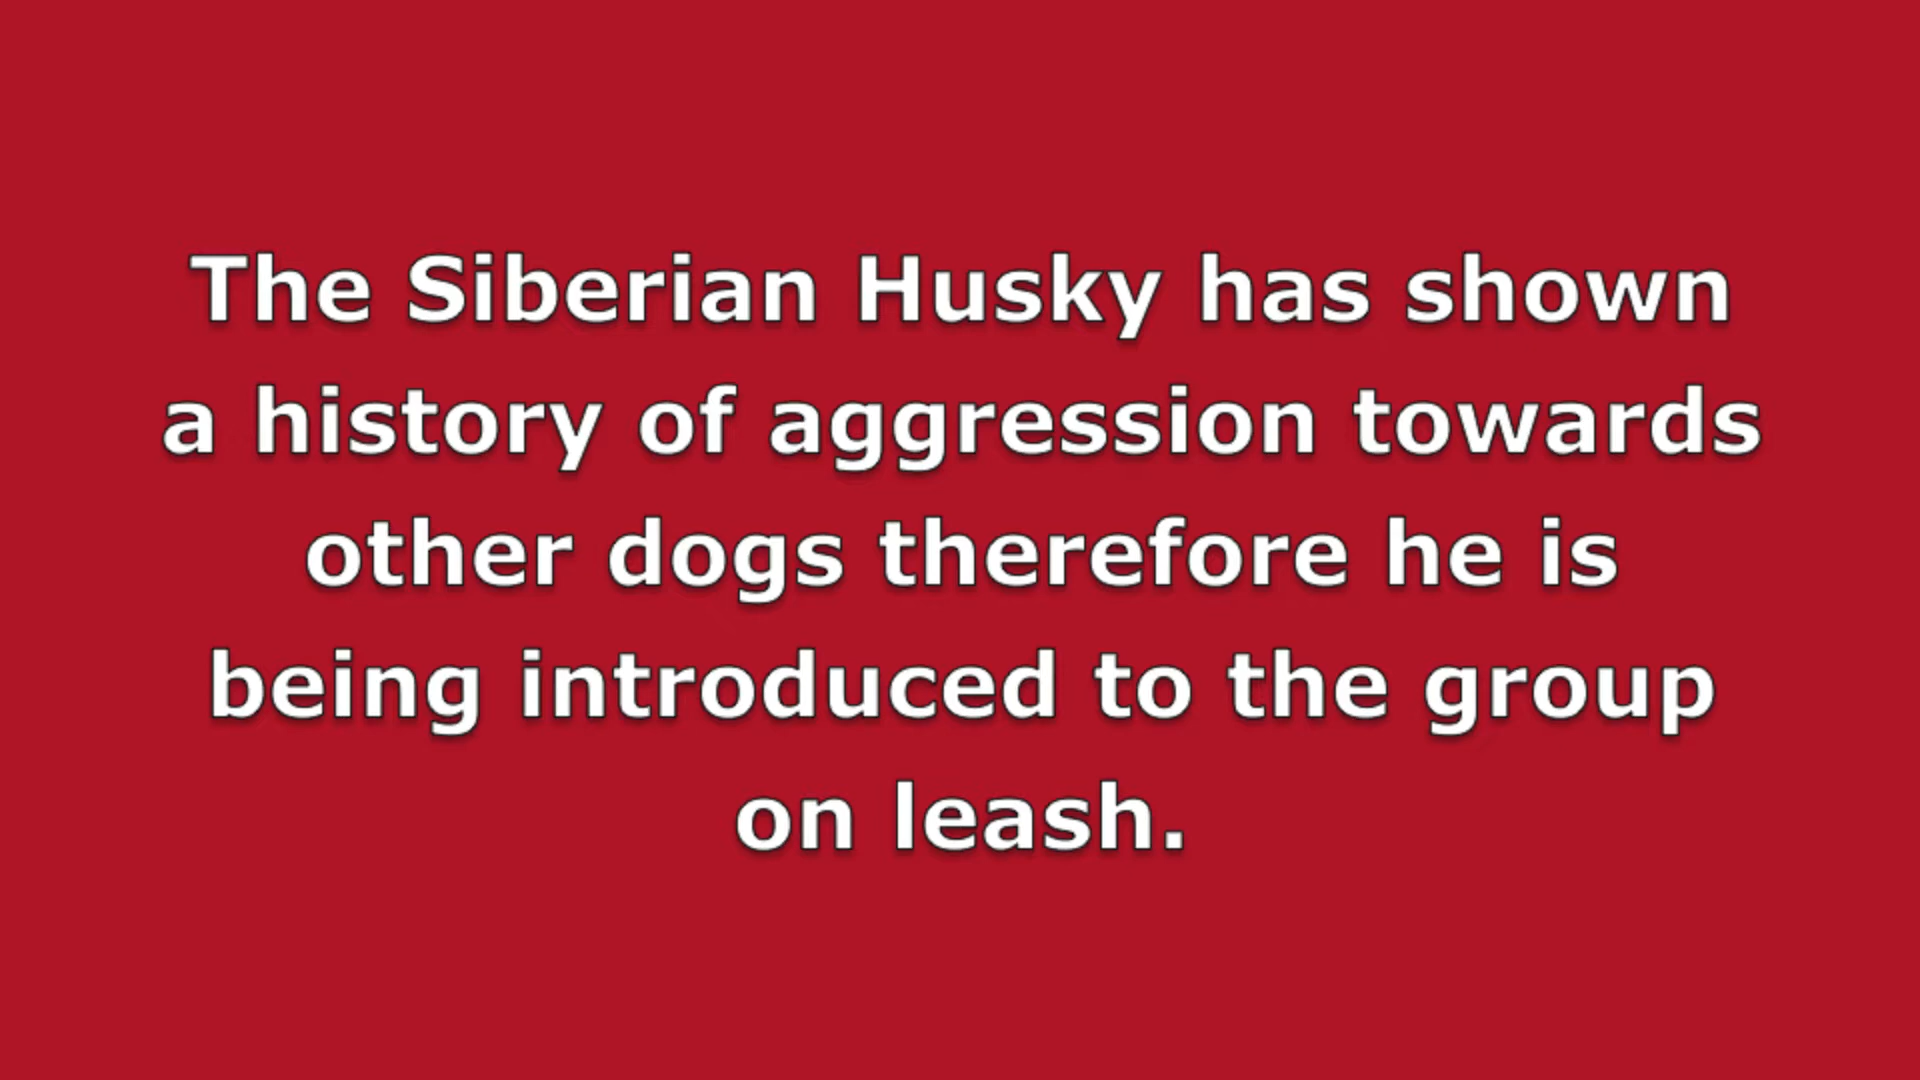 The Siberian Husky has shown
a history of aggression towards
other dogs therefore he is
being introduced to the group
on leash.